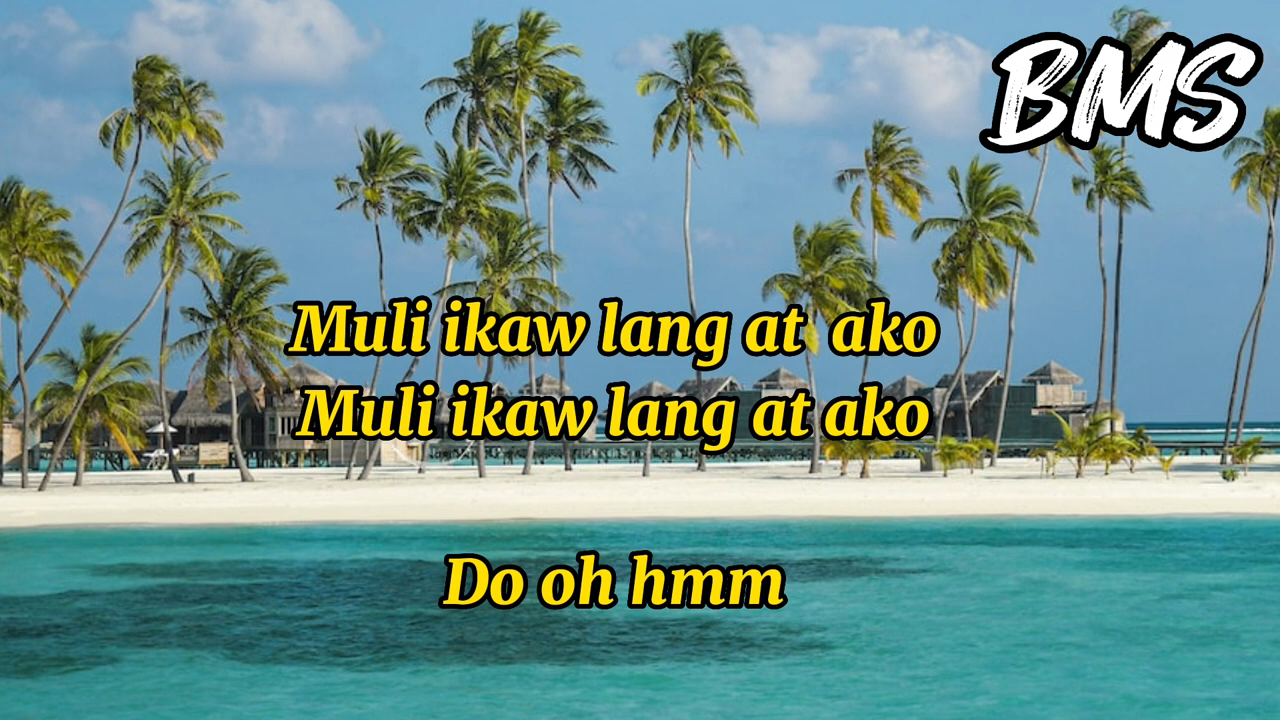 BMS
Muli ikaw lang at  ako
Muli ikaw lang at ako
Do oh hmm